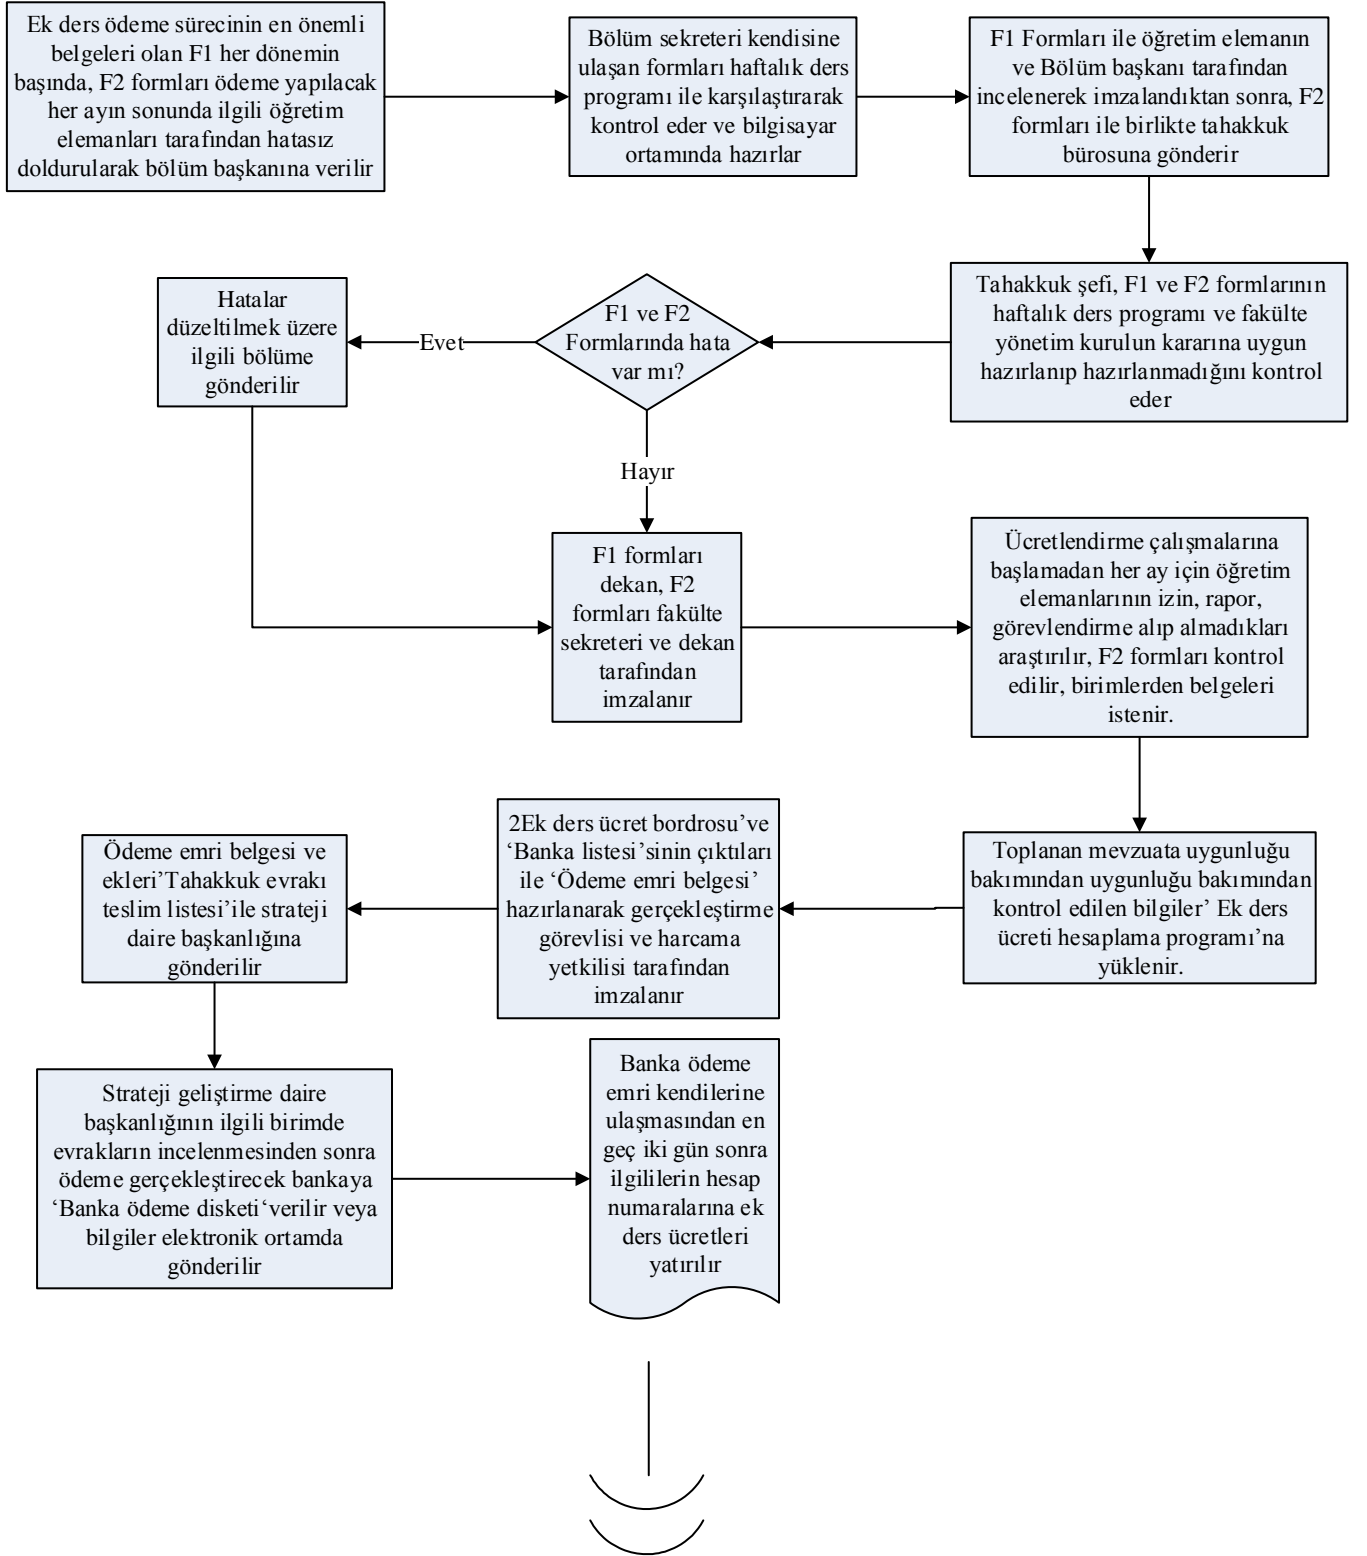 Ek ders ödeme sürecinin en önemli
belgeleri olan F1 her dönemin
başında, F2 formları ödeme yapılacak
her ayın sonunda ilgili öğretim
elemanları tarafından hatasız
doldurularak bölüm başkanına verilir
Bölüm sekreteri kendisine
ulaşan formları haftalık ders
programı ile karşılaştırarak
kontrol eder ve bilgisayar
ortamında hazırlar
F1 Formları ile öğretim elemanın
ve Bölüm başkanı tarafından
incelenerek imzalandıktan sonra, F2
formları ile birlikte tahakkuk
bürosuna gönderir
Tahakkuk şefi, F1 ve F2 formlarının
haftalık ders programı ve fakülte
yönetim kurulun kararına uygun
hazırlanıp hazırlanmadığını kontrol
eder
F1 ve F2
Formlarında hata
var mı?
Evet
Hatalar
düzeltilmek üzere
ilgili bölüme
gönderilir
Hayır
F1 formları
dekan, F2
formları fakülte
sekreteri ve dekan
tarafından
imzalanır
Ücretlendirme çalışmalarına
başlamadan her ay için öğretim
elemanlarının izin, rapor,
görevlendirme alıp almadıkları
araştırılır, F2 formları kontrol
edilir, birimlerden belgeleri
istenir.
Toplanan mevzuata uygunluğu
bakımından uygunluğu bakımından
kontrol edilen bilgiler’ Ek ders
ücreti hesaplama programı’na
yüklenir.
2Ek ders ücret bordrosu’ve
‘Banka listesi’sinin çıktıları
ile ‘Ödeme emri belgesi’
hazırlanarak gerçekleştirme
görevlisi ve harcama
yetkilisi tarafından
imzalanır
Ödeme emri belgesi ve
ekleri’Tahakkuk evrakı
teslim listesi’ile strateji
daire başkanlığına
gönderilir
Strateji geliştirme daire
başkanlığının ilgili birimde
evrakların incelenmesinden sonra
ödeme gerçekleştirecek bankaya
‘Banka ödeme disketi‘verilir veya
bilgiler elektronik ortamda
gönderilir
Banka ödeme
emri kendilerine
ulaşmasından en
geç iki gün sonra
ilgililerin hesap
numaralarına ek
ders ücretleri
yatırılır